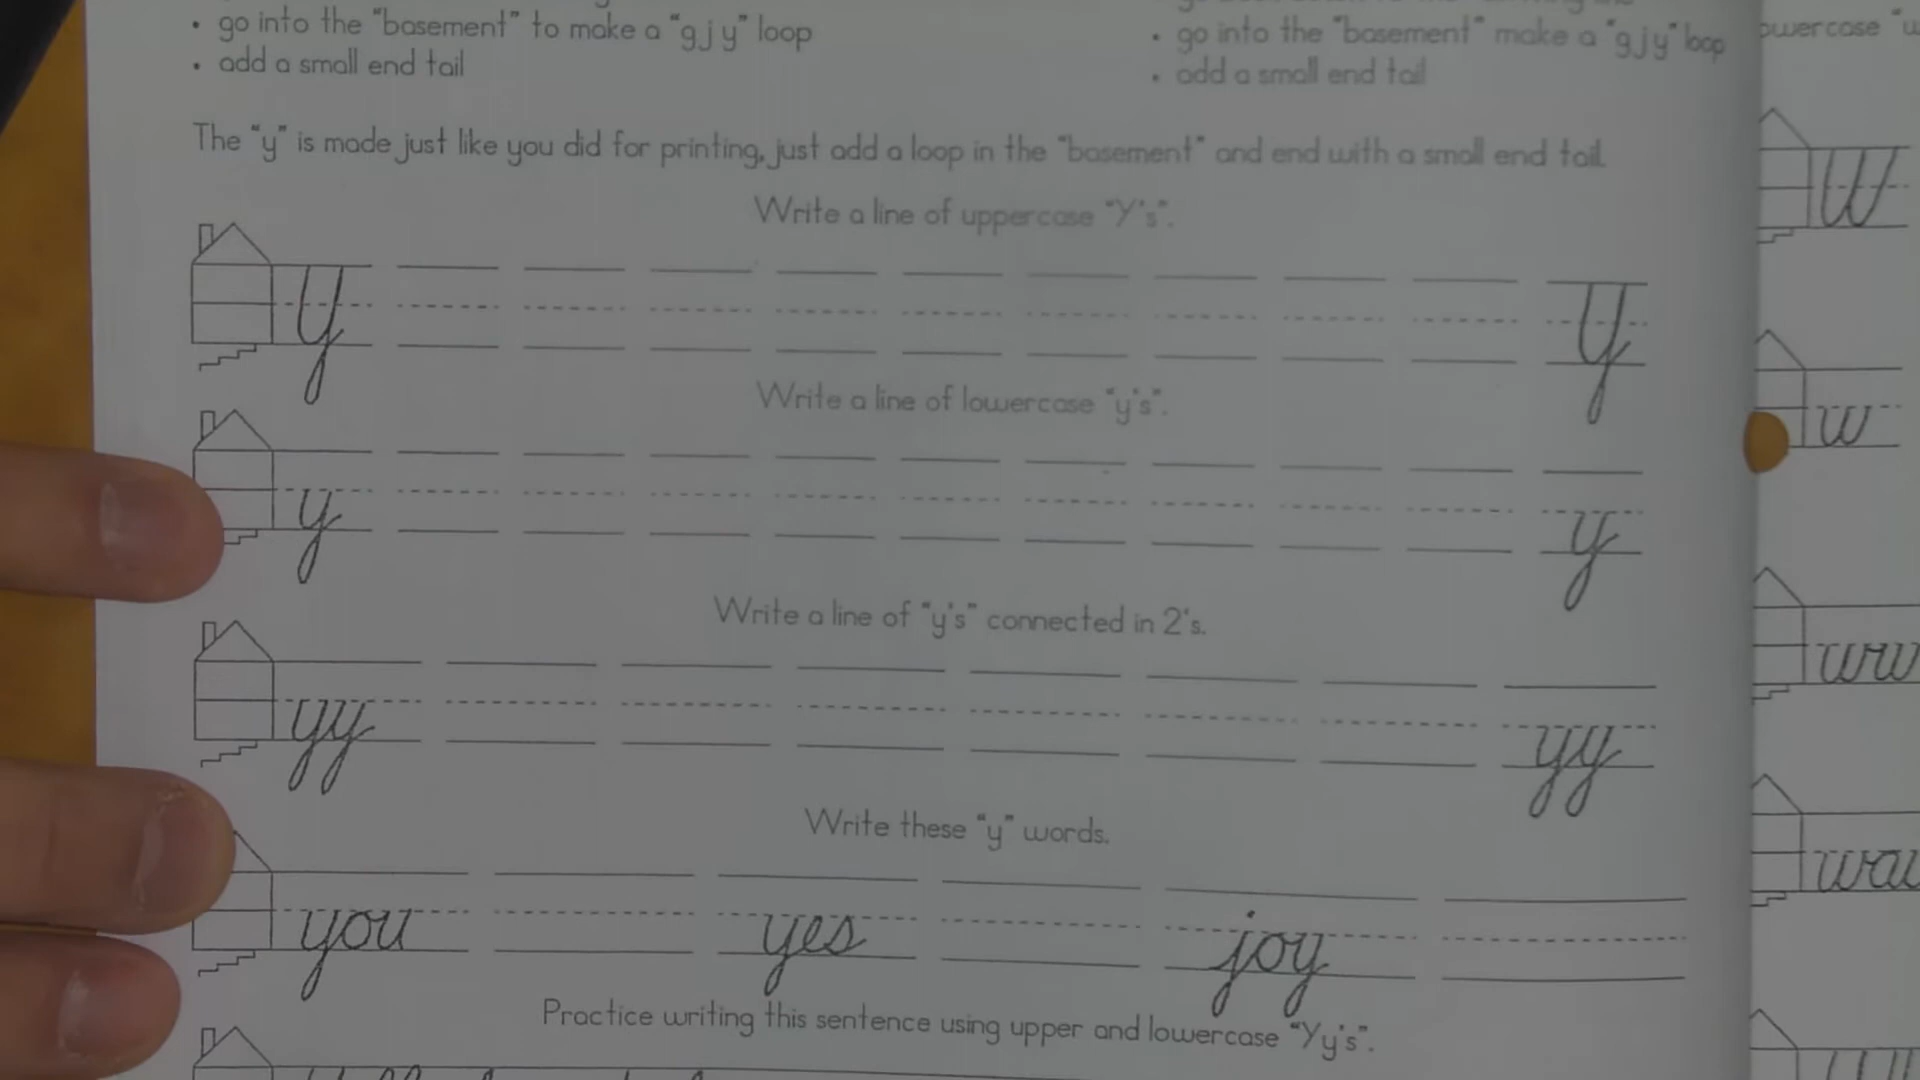 • go into the "basement" to make a "g j y" loop
• add a small end tail
• go into the "basement" make a "g j y" loop
• add a small end tail
The "y" is made just like you did for printing, just add a loop in the "basement" and end with a small end tail.
Write a line of uppercase "Y's".
Y Y
Write a line of lowercase "y's".
y y
Write a line of "y's" connected in 2's.
yy yy
Write these "y" words.
you yes joy
Practice writing this sentence using upper and lowercase "Yy's".
W
w